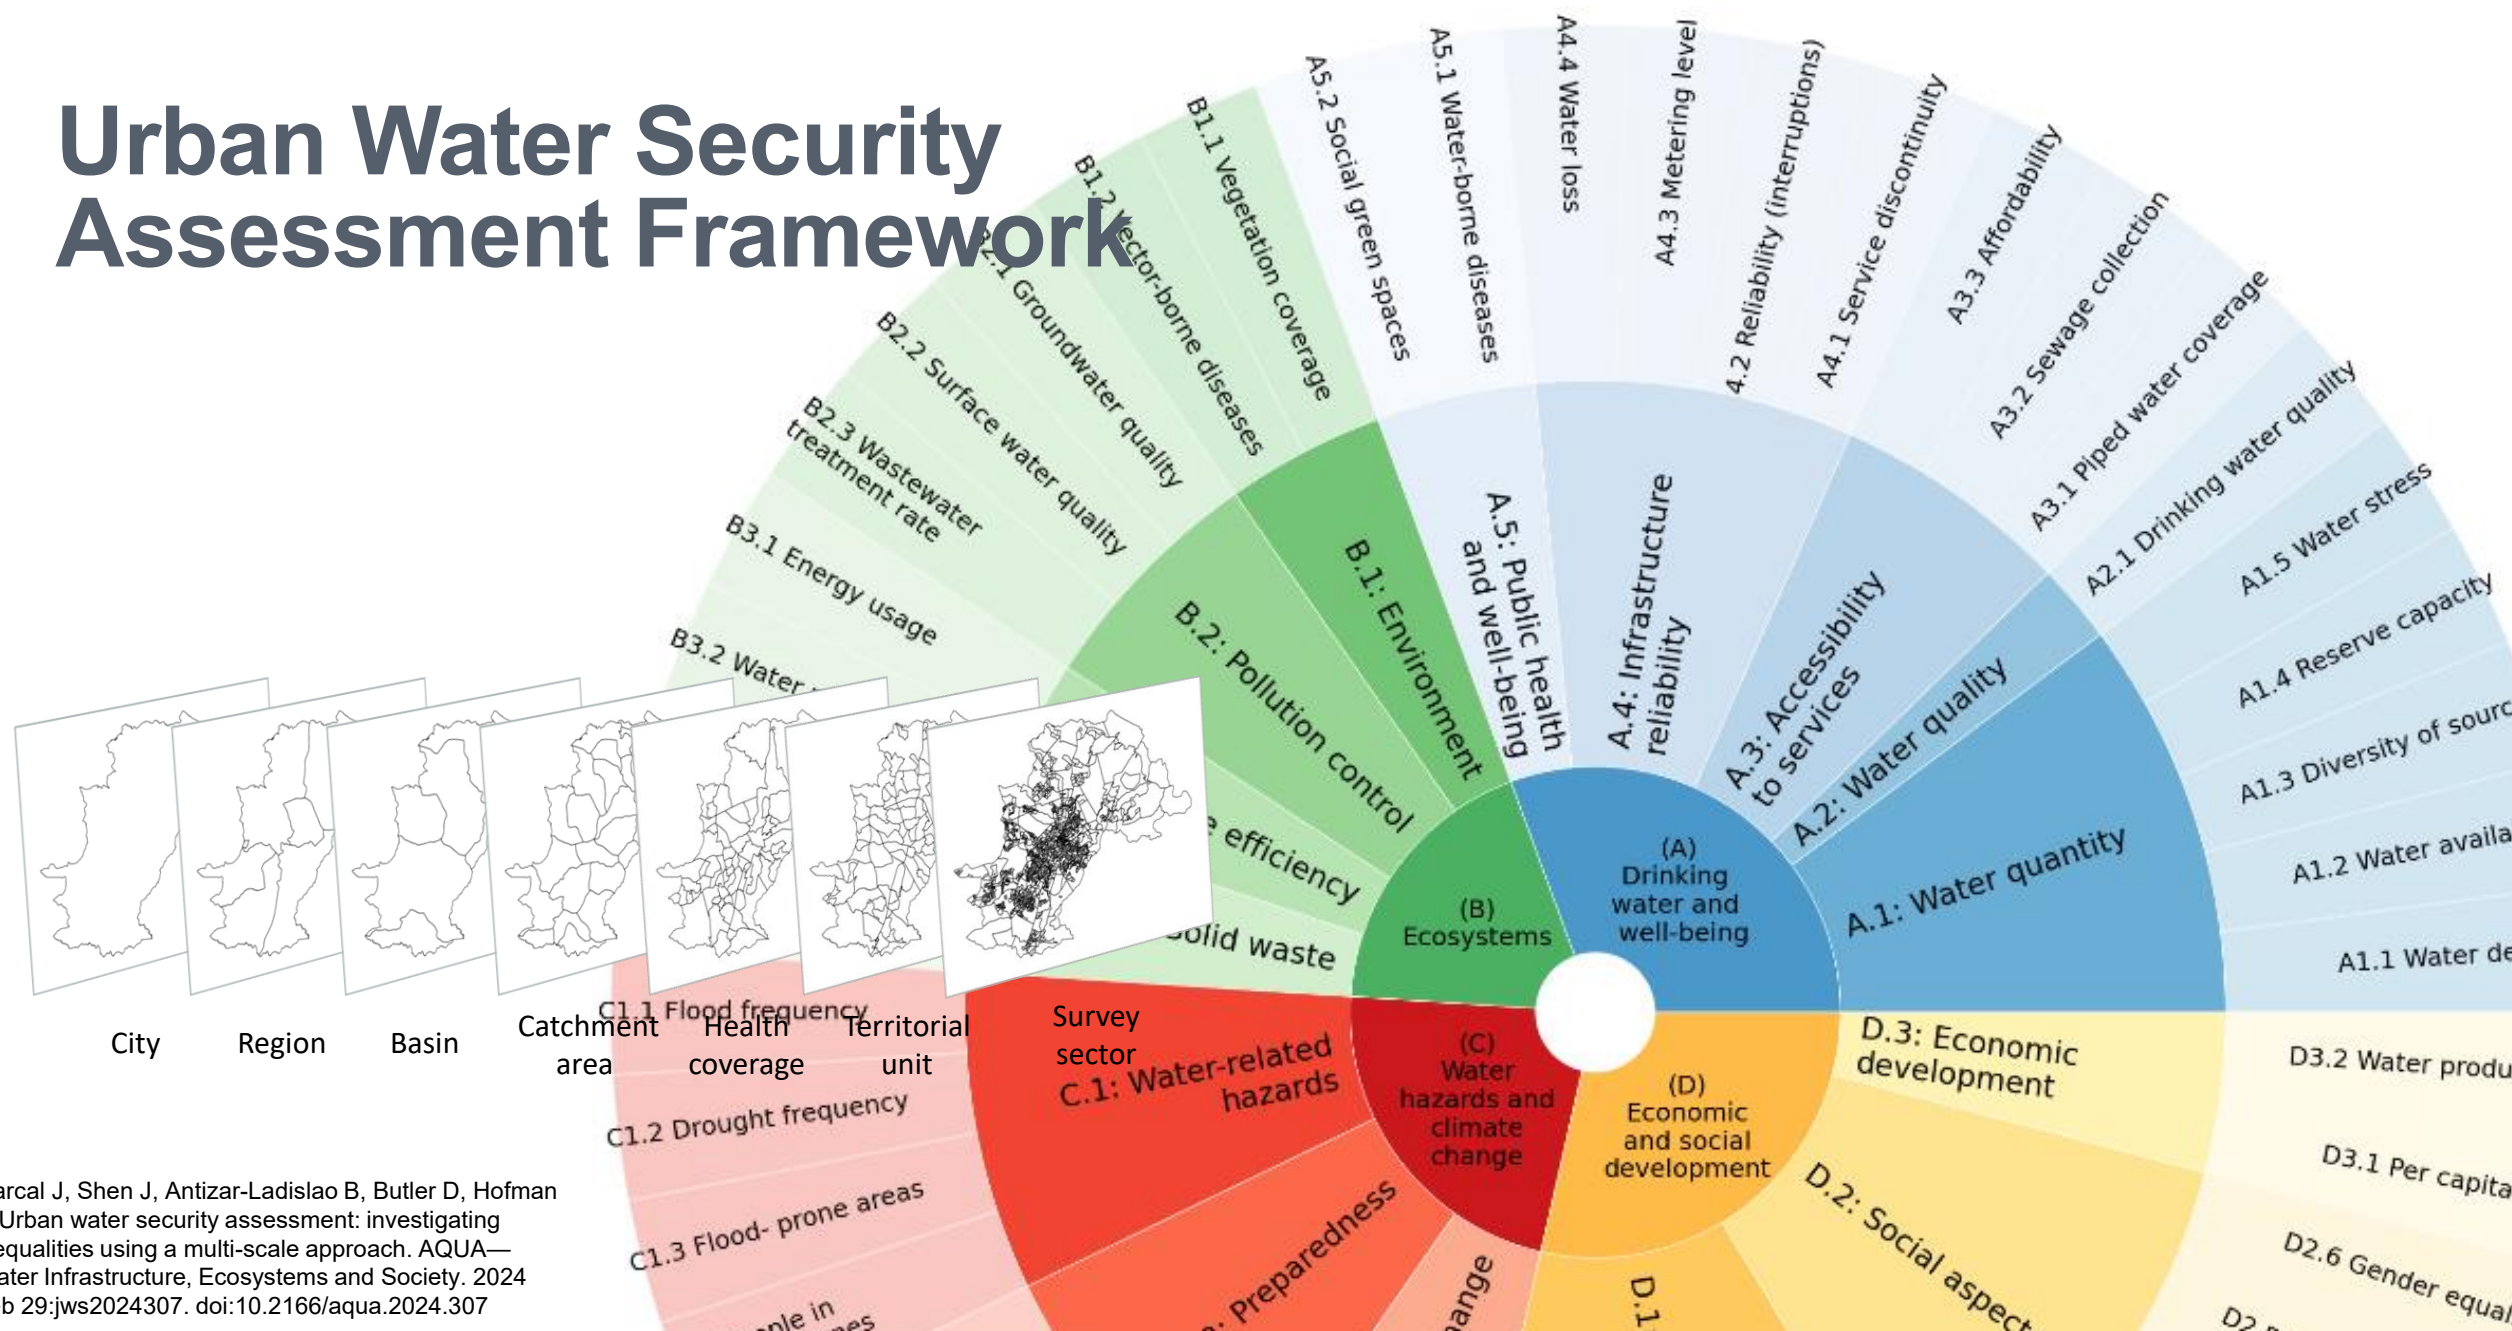 Urban Water Security
Assessment Framework
B1.1 Vegetation coverage
B1.2 Vector-borne diseases
B2.1 Groundwater quality
B2.2 Surface water quality
B2.3 Wastewater
treatment rate
B3.1 Energy usage
B3.2 Water
A5.2 Social green spaces
A5.1 Water-borne diseases
A4.4 Water loss
A4.3 Metering level
4.2 Reliability (interruptions)
A4.1 Service discontinuity
A3.3 Affordability
A3.2 Sewage collection
A3.1 Piped water coverage
A2.1 Drinking water quality
A1.5 Water stress
A1.4 Reserve capacity
A1.3 Diversity of
A1.2 Water
A1.1 Water
B.1: Environment
B.2: Pollution control
efficiency
Solid waste
A.5: Public health
and well-being
A.4: Infrastructure
reliability
A.3: Accessibility
to services
A.2: Water quality
A.1: Water quantity
(A)
Drinking
water and
well-being
(B)
Ecosystems
(C)
Water
hazards and
climate
change
(D)
Economic
and social
development
D.3: Economic
development
D.2: Social
D.1
D3.2 Water
D3.1 Per capita
D2.6 Gender
C1.1 Flood frequency
C1.2 Drought frequency
C1.3 Flood- prone areas
in
C.1: Water-related
hazards
Preparedness
City
Region
Basin
Catchment
area
Health
coverage
Territorial
unit
Survey
sector
J, Shen J, Antizar-Ladislao B, Butler D, Hofman
Urban water security assessment: investigating
using a multi-scale approach. AQUA—
Infrastructure, Ecosystems and Society. 2024
29:jws2024307. doi:10.2166/aqua.2024.307